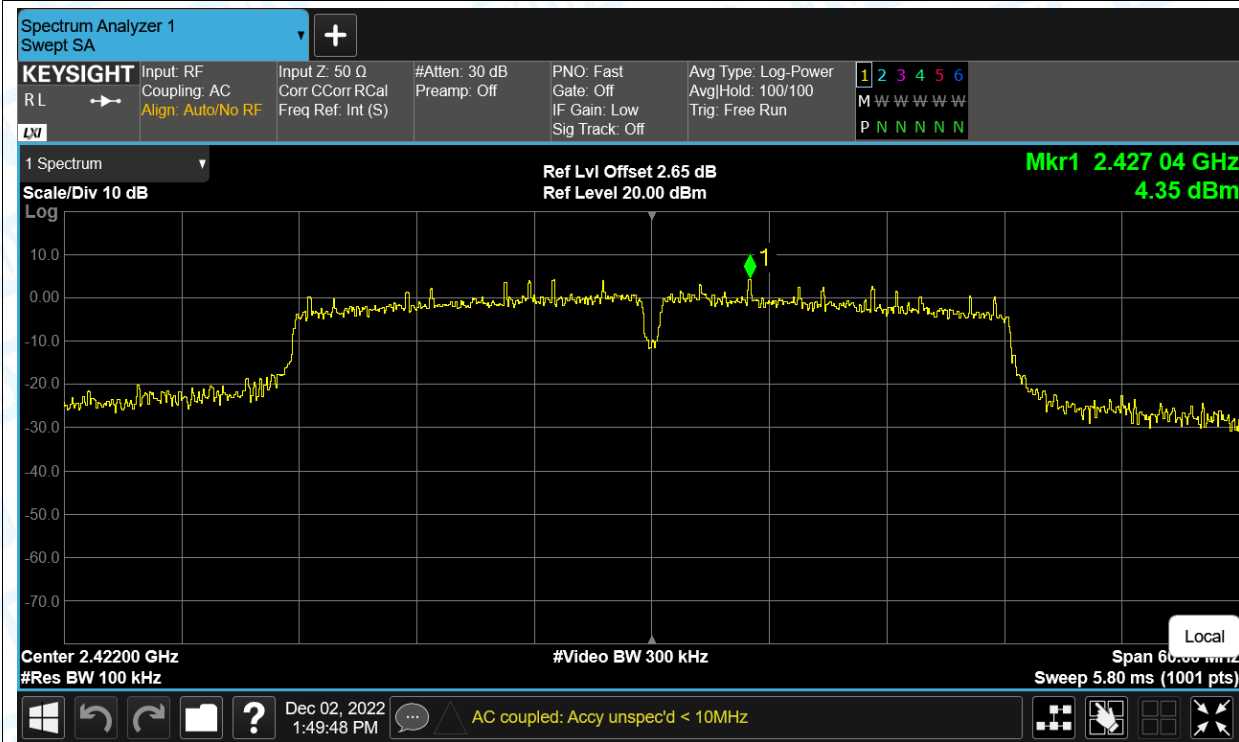 Spectrum Analyzer 1
Swept SA
+
KEYSIGHT
R L
LXI
Input: RF
Coupling: AC
Align: Auto/No RF
Input Z: 50 Ω
Corr CCorr RCal
Freq Ref: Int (S)
#Atten: 30 dB
Preamp: Off
PNO: Fast
Gate: Off
IF Gain: Low
Sig Track: Off
Avg Type: Log-Power
Avg|Hold: 100/100
Trig: Free Run
1 2 3 4 5 6
M W W W W W
P N N N N N
1 Spectrum
Scale/Div 10 dB
Ref Lvl Offset 2.65 dB
Ref Level 20.00 dBm
Mkr1 2.427 04 GHz
4.35 dBm
Log
10.0
1
0.00
-10.0
-20.0
-30.0
-40.0
-50.0
-60.0
-70.0
Local
Center 2.42200 GHz
#Video BW 300 kHz
Span 60.00 MHz
#Res BW 100 kHz
Sweep 5.80 ms (1001 pts)
?
Dec 02, 2022
1:49:48 PM
AC coupled: Accy unspec'd < 10MHz